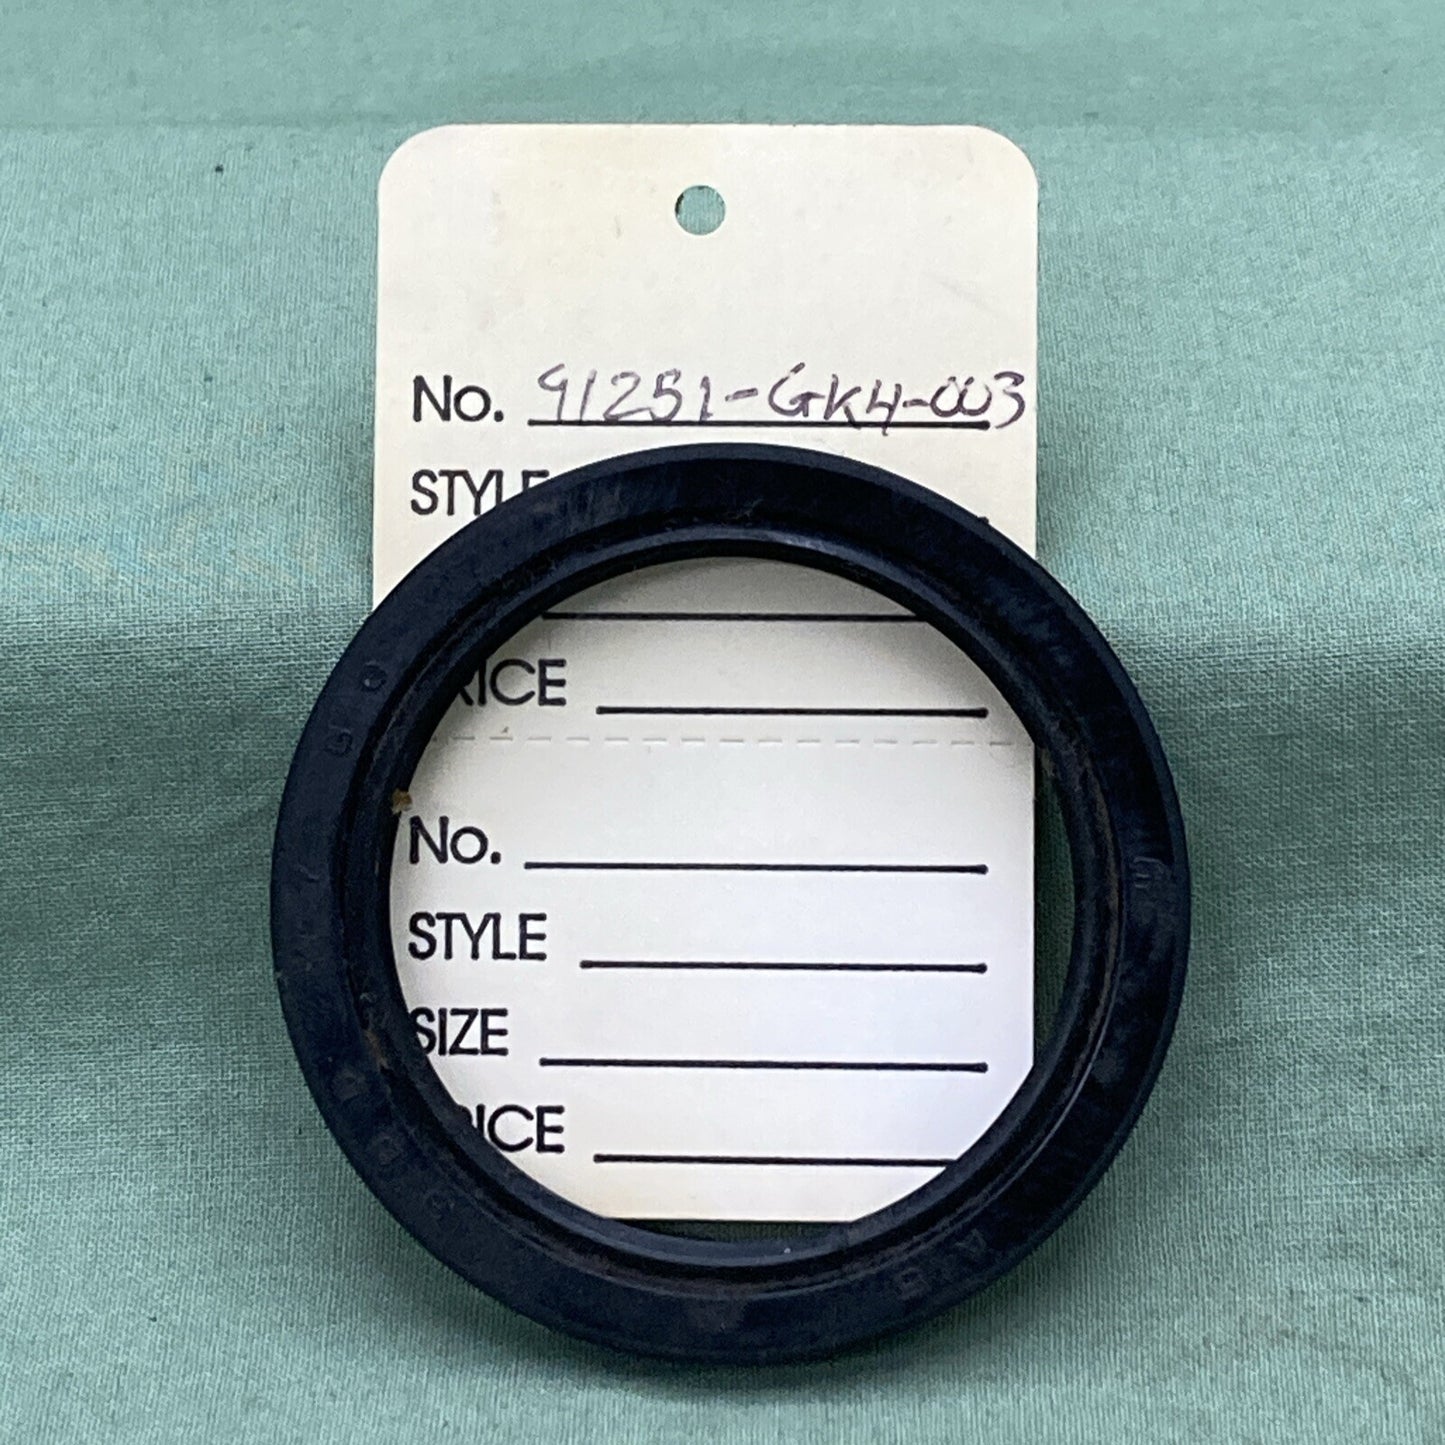 No. 91251-GK4-003
STYLE
RICE
No.
STYLE
SIZE
RICE